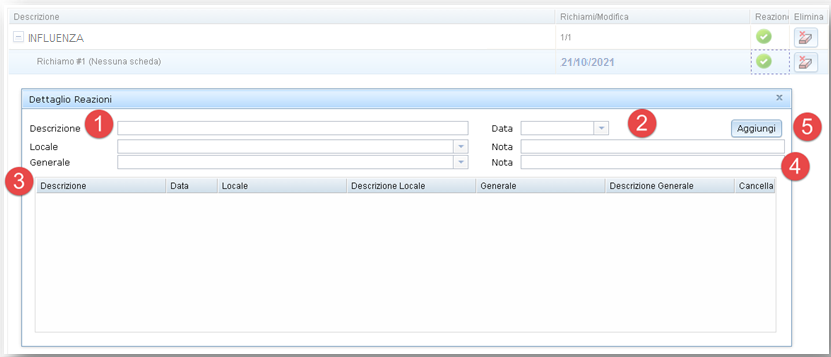 Descrizione Richiami/Modifica Reazione Elimina
INFLUENZA 1/1
Richiamo #1 (Nessuna scheda) 21/10/2021
Dettaglio Reazioni x
Descrizione 1 Data 2 Aggiungi 5
Locale Nota
Generale Nota 4
3 Descrizione Data Locale Descrizione Locale Generale Descrizione Generale Cancella